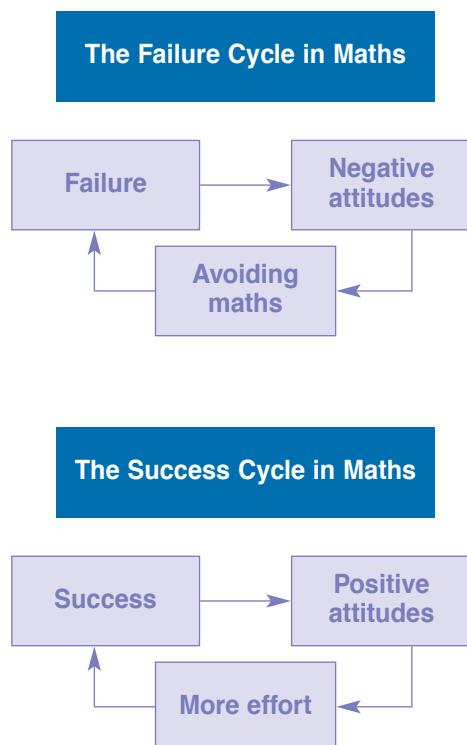 The Failure Cycle in Maths
Failure
Negative
attitudes
Avoiding
maths
The Success Cycle in Maths
Success
Positive
attitudes
More effort